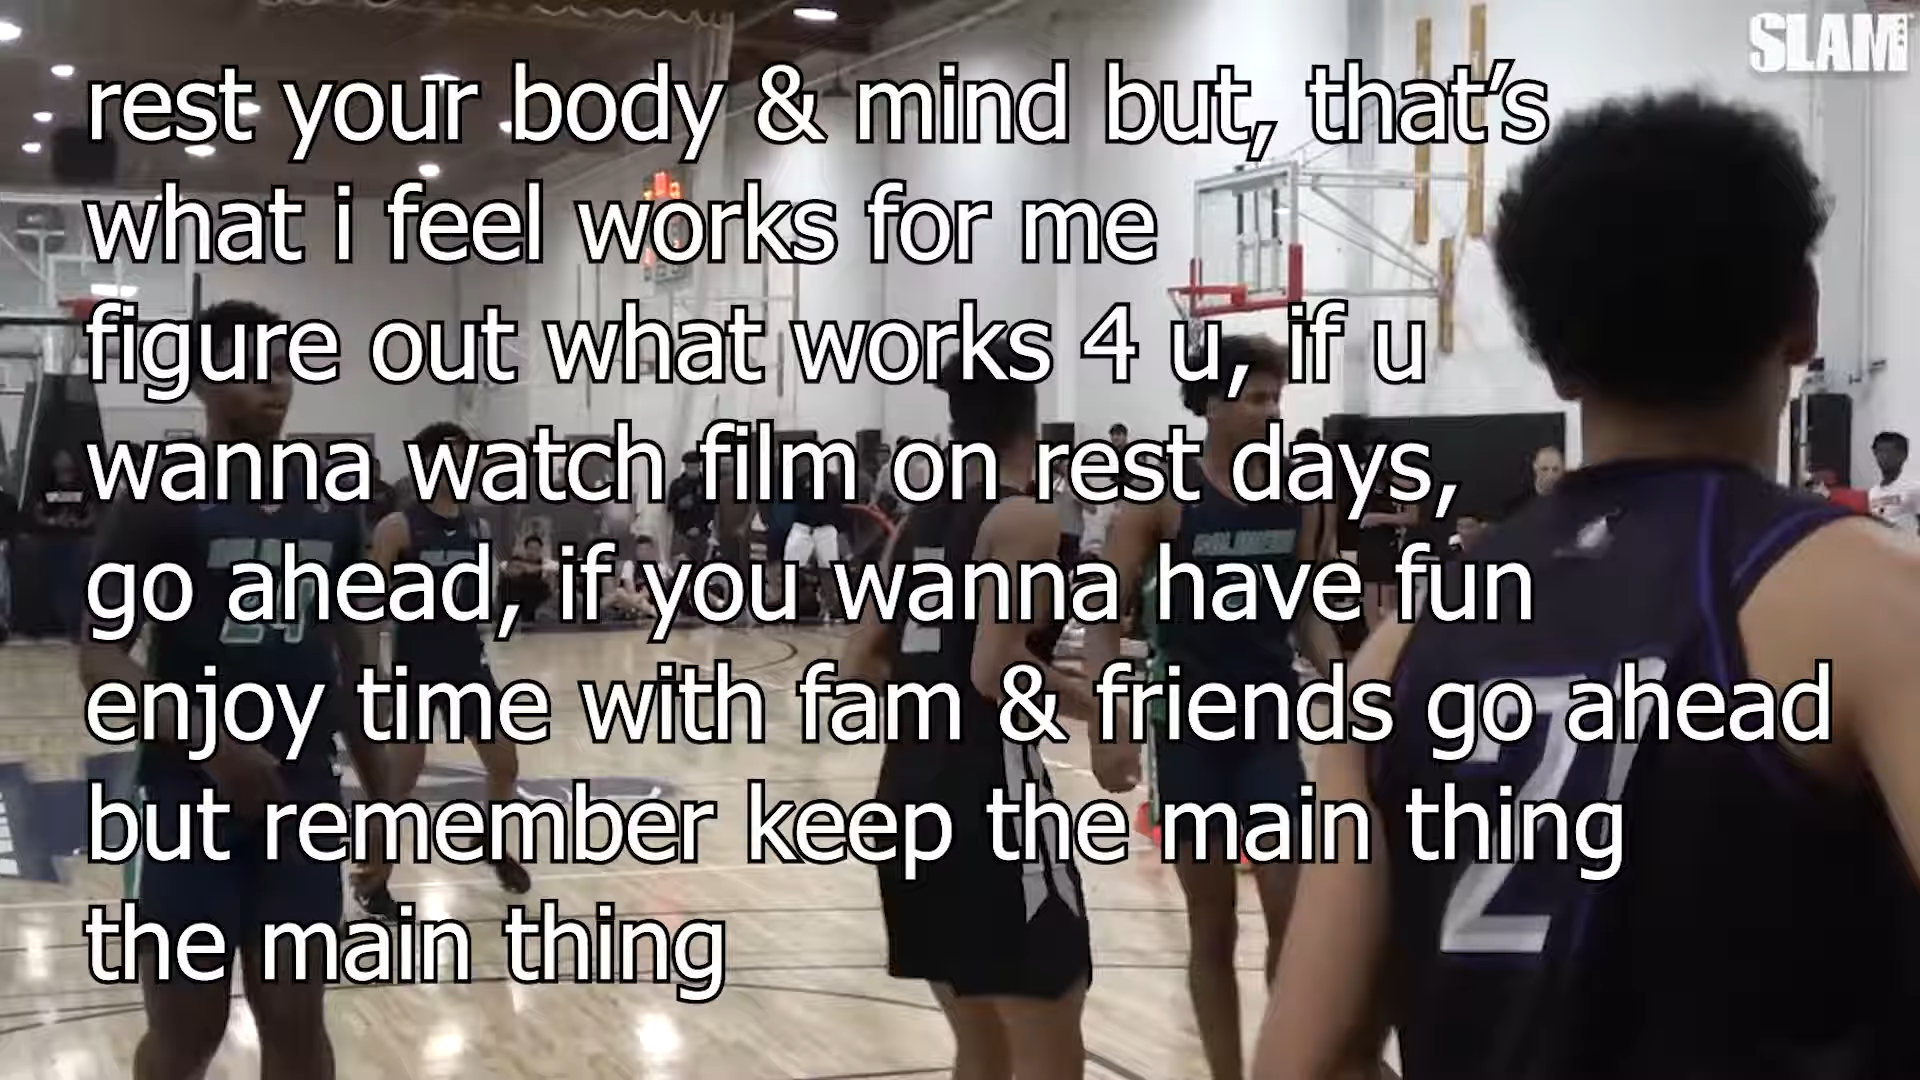 SLAM
rest your body & mind but, that’s
what i feel works for me
figure out what works 4 u, if u
wanna watch film on rest days,
go ahead, if you wanna have fun
enjoy time with fam & friends go ahead
but remember keep the main thing
the main thing
24
2